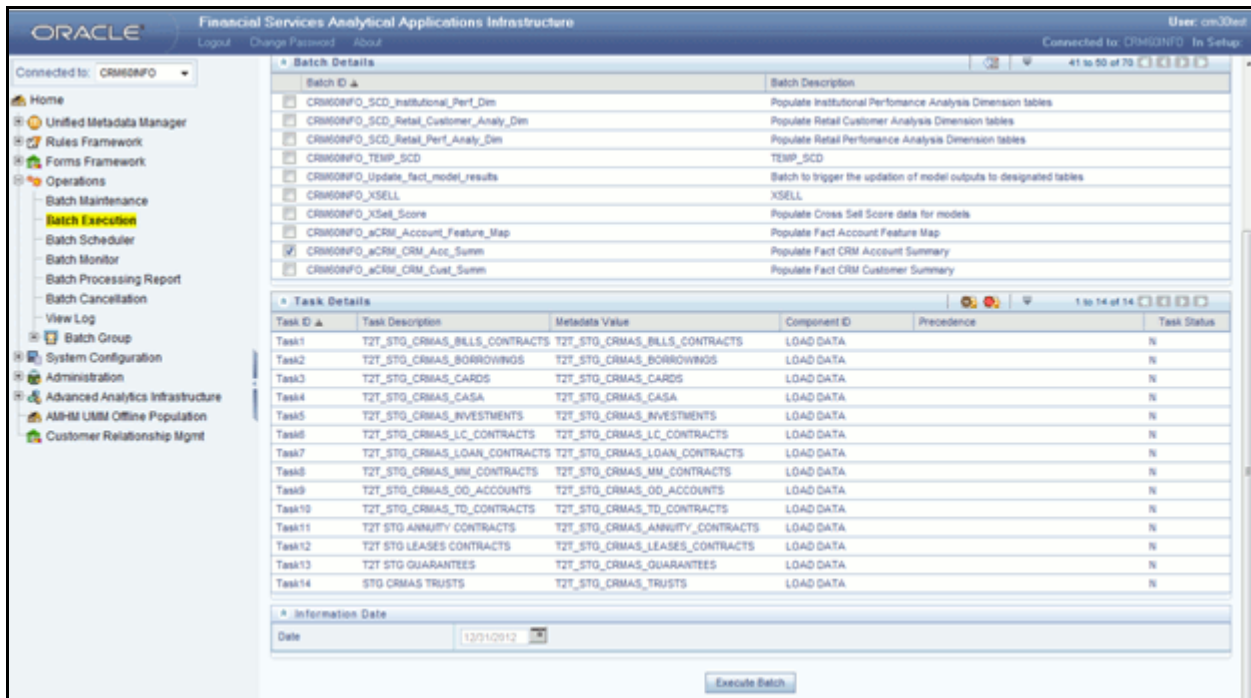 ORACLE
Financial Services Analytical Applications Infrastructure
User: crm30test
Logout Change Password About
Connected to: CRM60INFO In Setup:
Connected to: CRM60INFO
Home
Unified Metadata Manager
Rules Framework
Forms Framework
Operations
Batch Maintenance
Batch Execution
Batch Scheduler
Batch Monitor
Batch Processing Report
Batch Cancellation
View Log
Batch Group
System Configuration
Administration
Advanced Analytics Infrastructure
AMHM UMM Offline Population
Customer Relationship Mgmt
Batch Details
41 to 50 of 70
Batch ID Batch Description
CRM60INFO_SCD_Institutional_Perf_Dim Populate Institutional Perfomance Analysis Dimension tables
CRM60INFO_SCD_Retail_Customer_Analy_Dim Populate Retail Customer Analysis Dimension tables
CRM60INFO_SCD_Retail_Perf_Analy_Dim Populate Retail Perfomance Analysis Dimension tables
CRM60INFO_TEMP_SCD TEMP_SCD
CRM60INFO_Update_fact_model_results Batch to trigger the updation of model outputs to designated tables
CRM60INFO_XSELL XSELL
CRM60INFO_XSell_Score Populate Cross Sell Score data for models
CRM60INFO_aCRM_Account_Feature_Map Populate Fact Account Feature Map
CRM60INFO_aCRM_CRM_Acc_Summ Populate Fact CRM Account Summary
CRM60INFO_aCRM_CRM_Cust_Summ Populate Fact CRM Customer Summary
Task Details
1 to 14 of 14
Task ID Task Description Metadata Value Component ID Precedence Task Status
Task1 T2T_STG_CRMAS_BILLS_CONTRACTS T2T_STG_CRMAS_BILLS_CONTRACTS LOAD DATA N
Task2 T2T_STG_CRMAS_BORROWINGS T2T_STG_CRMAS_BORROWINGS LOAD DATA N
Task3 T2T_STG_CRMAS_CARDS T2T_STG_CRMAS_CARDS LOAD DATA N
Task4 T2T_STG_CRMAS_CASA T2T_STG_CRMAS_CASA LOAD DATA N
Task5 T2T_STG_CRMAS_INVESTMENTS T2T_STG_CRMAS_INVESTMENTS LOAD DATA N
Task6 T2T_STG_CRMAS_LC_CONTRACTS T2T_STG_CRMAS_LC_CONTRACTS LOAD DATA N
Task7 T2T_STG_CRMAS_LOAN_CONTRACTS T2T_STG_CRMAS_LOAN_CONTRACTS LOAD DATA N
Task8 T2T_STG_CRMAS_MM_CONTRACTS T2T_STG_CRMAS_MM_CONTRACTS LOAD DATA N
Task9 T2T_STG_CRMAS_OD_ACCOUNTS T2T_STG_CRMAS_OD_ACCOUNTS LOAD DATA N
Task10 T2T_STG_CRMAS_TD_CONTRACTS T2T_STG_CRMAS_TD_CONTRACTS LOAD DATA N
Task11 T2T STG ANNUITY CONTRACTS T2T_STG_CRMAS_ANNUITY_CONTRACTS LOAD DATA N
Task12 T2T STG LEASES CONTRACTS T2T_STG_CRMAS_LEASES_CONTRACTS LOAD DATA N
Task13 T2T STG GUARANTEES T2T_STG_CRMAS_GUARANTEES LOAD DATA N
Task14 STG CRMAS TRUSTS T2T_STG_CRMAS_TRUSTS LOAD DATA N
Information Date
Date 12/31/2012
Execute Batch